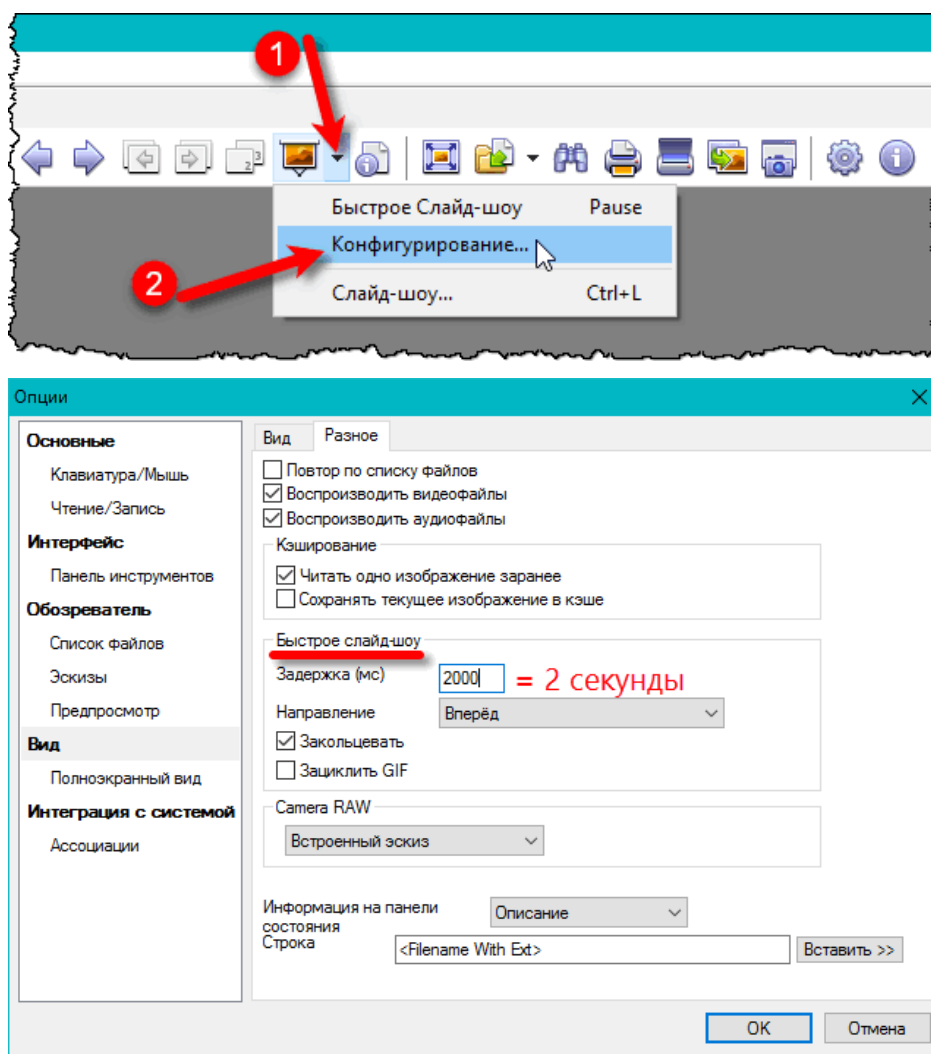 1
2 3
Быстрое Слайд-шоу Pause
Конфигурирование...
2
Слайд-шоу... Ctrl+L
Опции
Основные
Клавиатура/Мышь
Чтение/Запись
Интерфейс
Панель инструментов
Обозреватель
Список файлов
Эскизы
Предпросмотр
Вид
Полноэкранный вид
Интеграция с системой
Ассоциации
Вид Разное
Повтор по списку файлов
Воспроизводить видеофайлы
Воспроизводить аудиофайлы
Кэширование
Читать одно изображение заранее
Сохранять текущее изображение в кэше
Быстрое слайд-шоу
Задержка (мс) 2000 = 2 секунды
Направление Вперёд
Закольцевать
Зациклить GIF
Camera RAW
Встроенный эскиз
Информация на панели
состояния
Описание
Строка <Filename With Ext> Вставить >>
OK Отмена